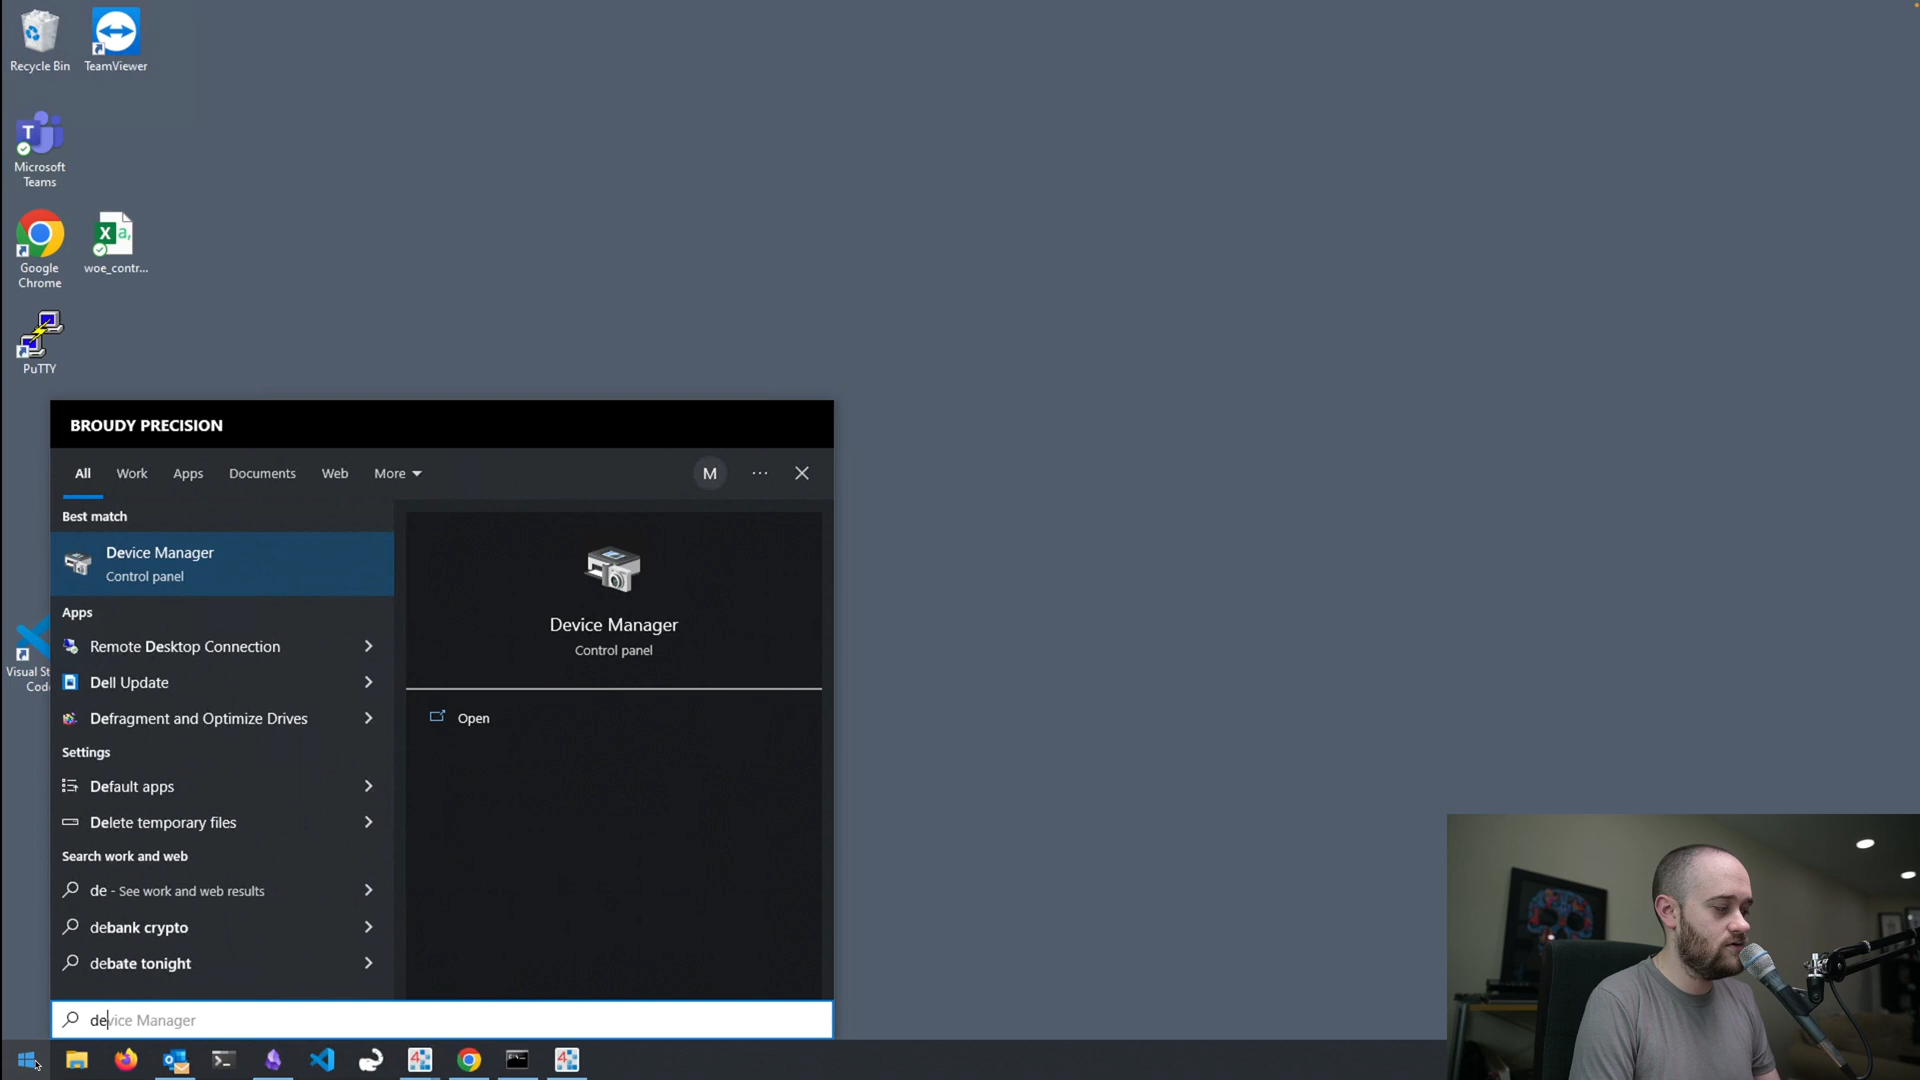 Recycle Bin
TeamViewer
Microsoft
Teams
Google
Chrome
woe_contr...
PuTTY
BROUDY PRECISION
All
Work
Apps
Documents
Web
More
M
Best match
Device Manager
Control panel
Apps
Remote Desktop Connection
Dell Update
Defragment and Optimize Drives
Settings
Default apps
Delete temporary files
Search work and web
de - See work and web results
debank crypto
debate tonight
Device Manager
Control panel
Open
Visual St
Code
device Manager